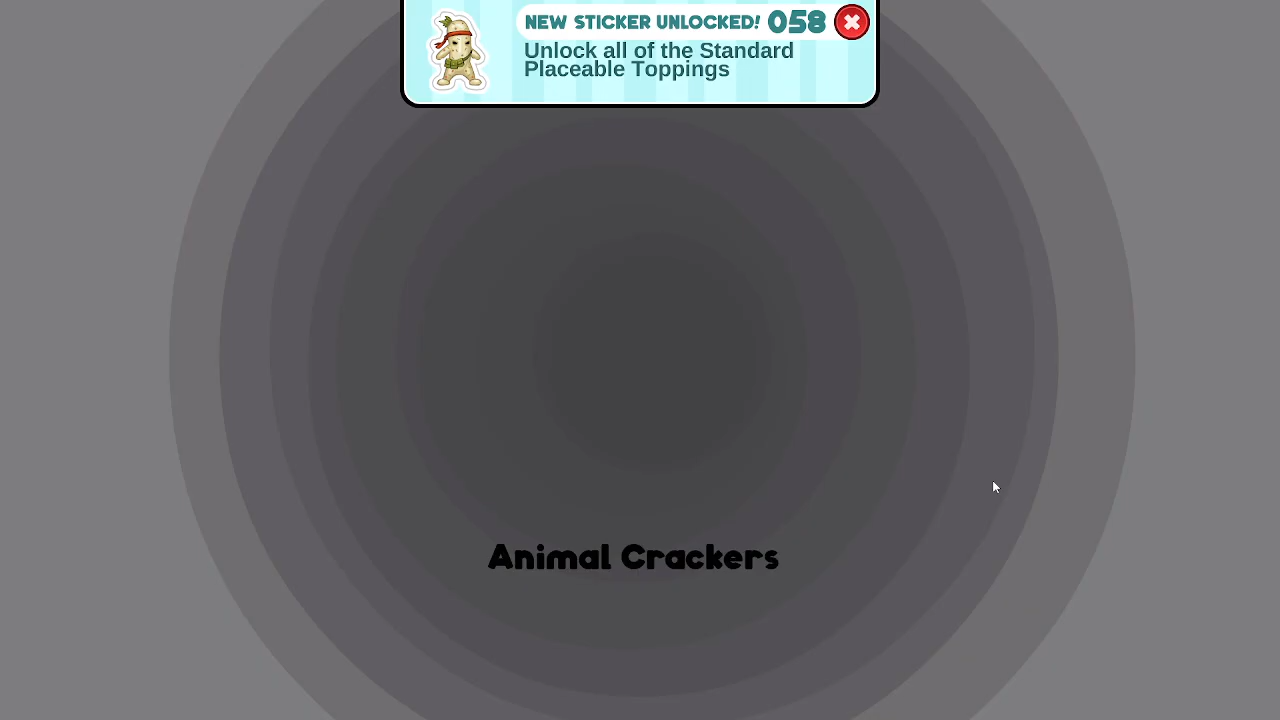 NEW STICKER UNLOCKED! 058
Unlock all of the Standard
Placeable Toppings
Animal Crackers